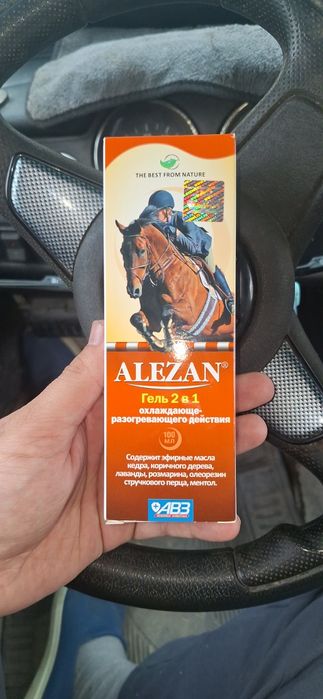 THE BEST FROM NATURE
ALEZAN®
Гель 2 в 1
охлаждающе-
разогревающего действия
100
МЛ
Содержит эфирные масла
кедра, коричного дерева,
лаванды, розмарина, олеорезин
стручкового перца, ментол.
АВЗ